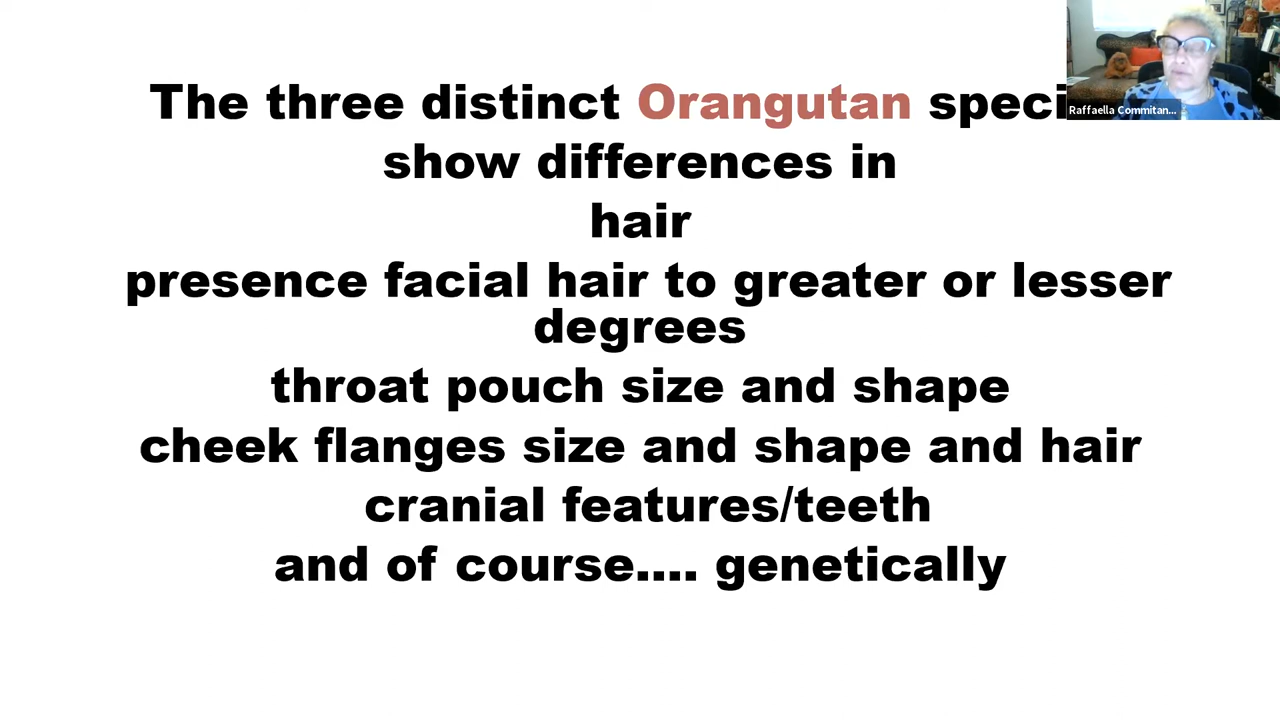 The three distinct Orangutan speci
Raffaella Commitan...
show differences in
hair
presence facial hair to greater or lesser
degrees
throat pouch size and shape
cheek flanges size and shape and hair
cranial features/teeth
and of course.... genetically